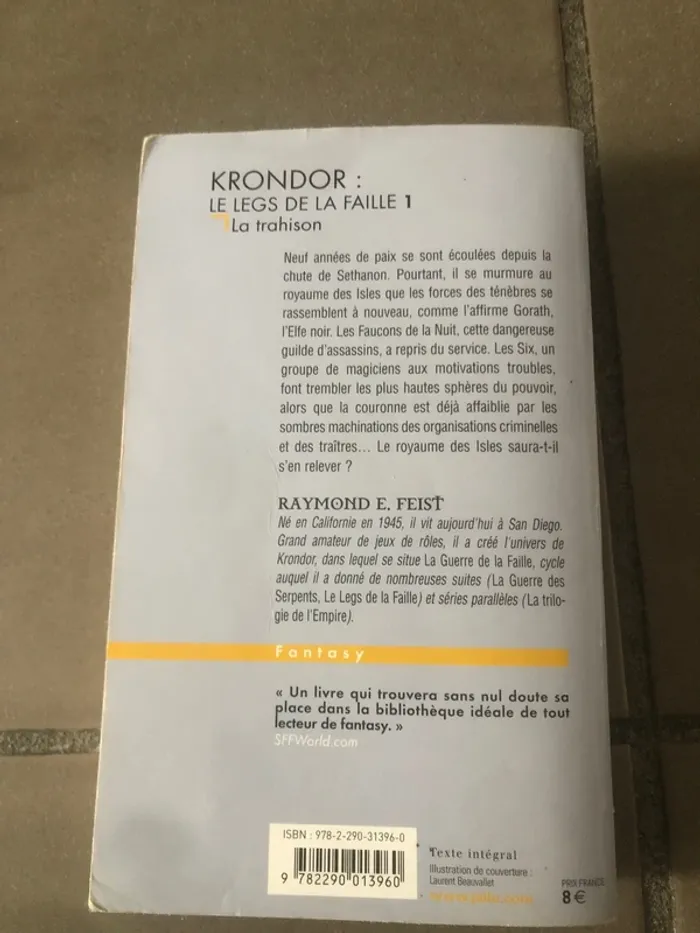 KRONDOR :
LE LEGS DE LA FAILLE 1
La trahison
Neuf années de paix se sont écoulées depuis la
chute de Sethanon. Pourtant, il se murmure au
royaume des Isles que les forces des ténèbres se
rassemblent à nouveau, comme l'affirme Gorath,
l'Elfe noir. Les Faucons de la Nuit, cette dangereuse
guilde d'assassins, a repris du service. Les Six, un
groupe de magiciens aux motivations troubles,
font trembler les plus hautes sphères du pouvoir,
alors que la couronne est déjà affaiblie par les
sombres machinations des organisations criminelles
et des traîtres... Le royaume des Isles saura-t-il
s'en relever ?
RAYMOND E. FEIST
Né en Californie en 1945, il vit aujourd'hui à San Diego.
Grand amateur de jeux de rôles, il a créé l'univers de
Krondor, dans lequel se situe La Guerre de la Faille, cycle
auquel il a donné de nombreuses suites (La Guerre des
Serpents, Le Legs de la Faille) et séries parallèles (La trilo-
gie de l'Empire).
Fantasy
« Un livre qui trouvera sans nul doute sa
place dans la bibliothèque idéale de tout
lecteur de fantasy. »
SFFWorld.com
ISBN : 978-2-290-31396-0
9 782290 013960
Texte intégral
Illustration de couverture :
Laurent Beauvallet
PRIX FRANCE
8 €